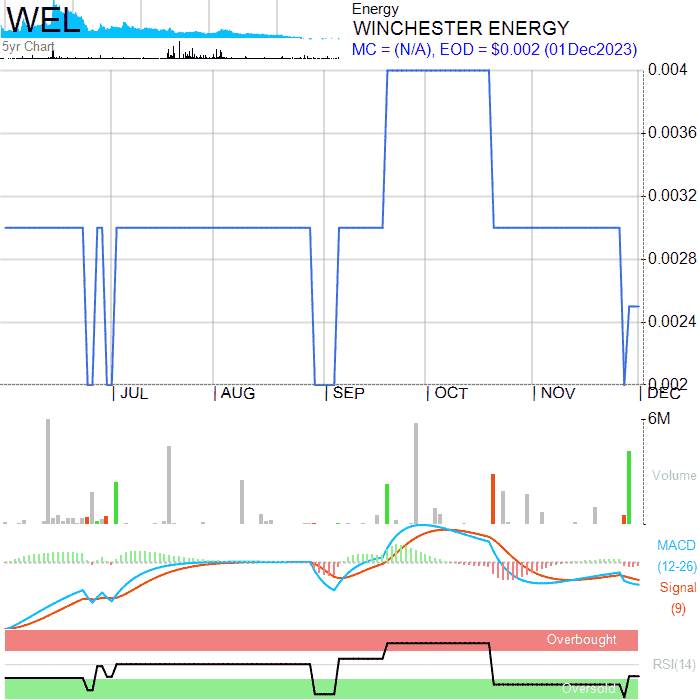 WEL
5yr Chart
Energy
WINCHESTER ENERGY
MC = (N/A), EOD = $0.002 (01Dec2023)
0.004
0.0036
0.0032
0.0028
0.0024
0.002
JUL
AUG
SEP
OCT
NOV
DEC
6M
Volume
MACD
(12-26)
Signal
(9)
Overbought
RSI(14)
Oversold